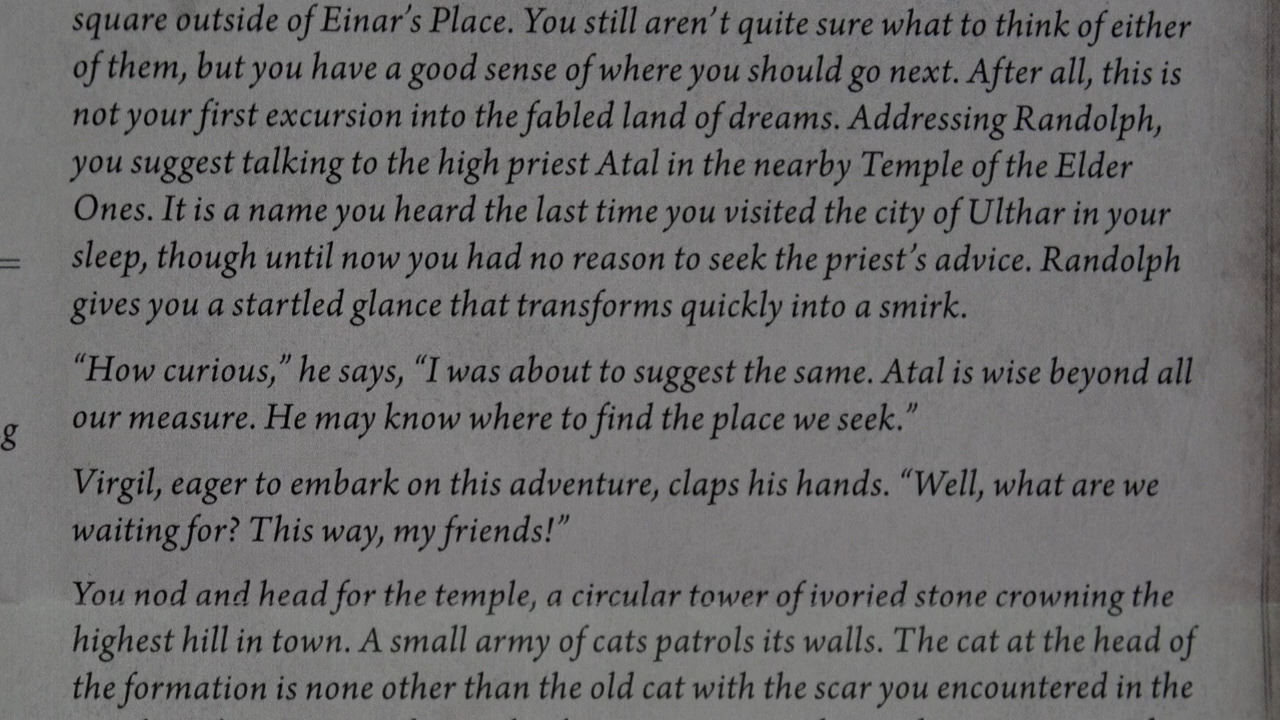 square outside of Einar’s Place. You still aren’t quite sure what to think of either
of them, but you have a good sense of where you should go next. After all, this is
not your first excursion into the fabled land of dreams. Addressing Randolph,
you suggest talking to the high priest Atal in the nearby Temple of the Elder
Ones. It is a name you heard the last time you visited the city of Ulthar in your
sleep, though until now you had no reason to seek the priest’s advice. Randolph
gives you a startled glance that transforms quickly into a smirk.
“How curious,” he says, “I was about to suggest the same. Atal is wise beyond all
our measure. He may know where to find the place we seek.”
g
Virgil, eager to embark on this adventure, claps his hands. “Well, what are we
waiting for? This way, my friends!”
You nod and head for the temple, a circular tower of ivoried stone crowning the
highest hill in town. A small army of cats patrols its walls. The cat at the head of
the formation is none other than the old cat with the scar you encountered in the